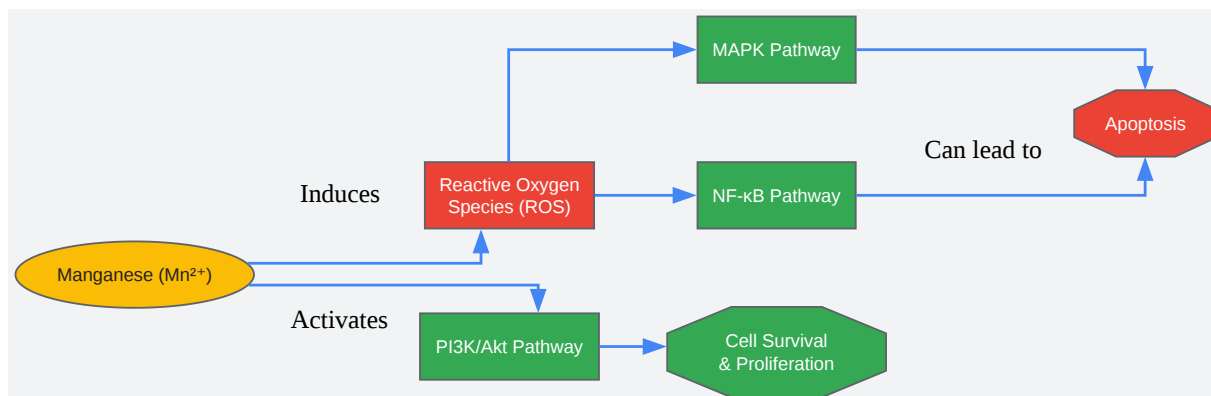 MAPK Pathway
Apoptosis
Can lead to
Induces
Reactive Oxygen
Species (ROS)
NF-κB Pathway
Manganese (Mn²⁺)
Activates
PI3K/Akt Pathway
Cell Survival
& Proliferation